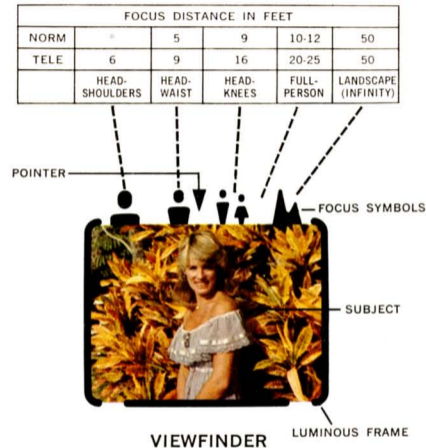 FOCUS DISTANCE IN FEET
NORM * 5 9 10-12 50
TELE 6 9 16 20-25 50
HEAD- HEAD- HEAD- FULL- LANDSCAPE
SHOULDERS WAIST KNEES PERSON (INFINITY)
POINTER
FOCUS SYMBOLS
SUBJECT
LUMINOUS FRAME
VIEWFINDER